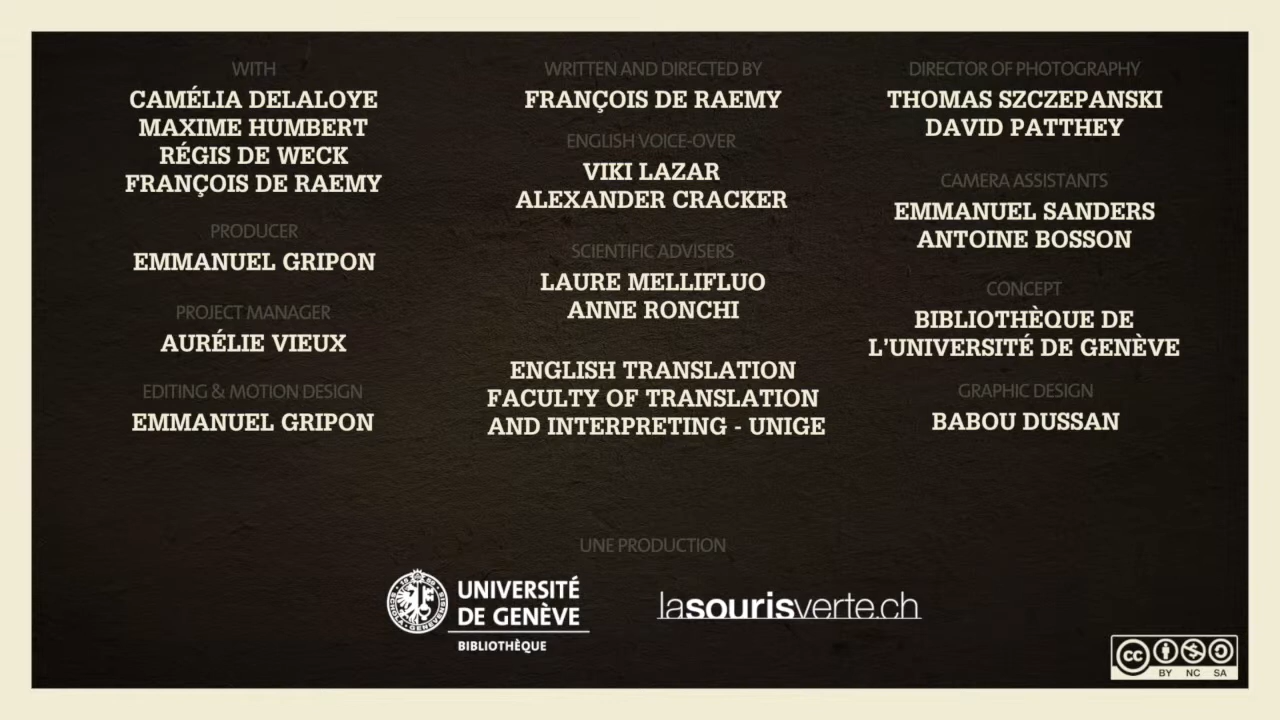 WITH
CAMÉLIA DELALOYE
MAXIME HUMBERT
RÉGIS DE WECK
FRANÇOIS DE RAEMY
PRODUCER
EMMANUEL GRIPON
PROJECT MANAGER
AURÉLIE VIEUX
EDITING & MOTION DESIGN
EMMANUEL GRIPON
WRITTEN AND DIRECTED BY
FRANÇOIS DE RAEMY
ENGLISH VOICE-OVER
VIKI LAZAR
ALEXANDER CRACKER
SCIENTIFIC ADVISERS
LAURE MELLIFLUO
ANNE RONCHI
ENGLISH TRANSLATION
FACULTY OF TRANSLATION
AND INTERPRETING - UNIGE
DIRECTOR OF PHOTOGRAPHY
THOMAS SZCZEPANSKI
DAVID PATTHEY
CAMERA ASSISTANTS
EMMANUEL SANDERS
ANTOINE BOSSON
CONCEPT
BIBLIOTHÈQUE DE
L'UNIVERSITÉ DE GENÈVE
GRAPHIC DESIGN
BABOU DUSSAN
UNE PRODUCTION
UNIVERSITÉ
DE GENÈVE
BIBLIOTHÈQUE
lasourisverte.ch
cc
BY NC SA